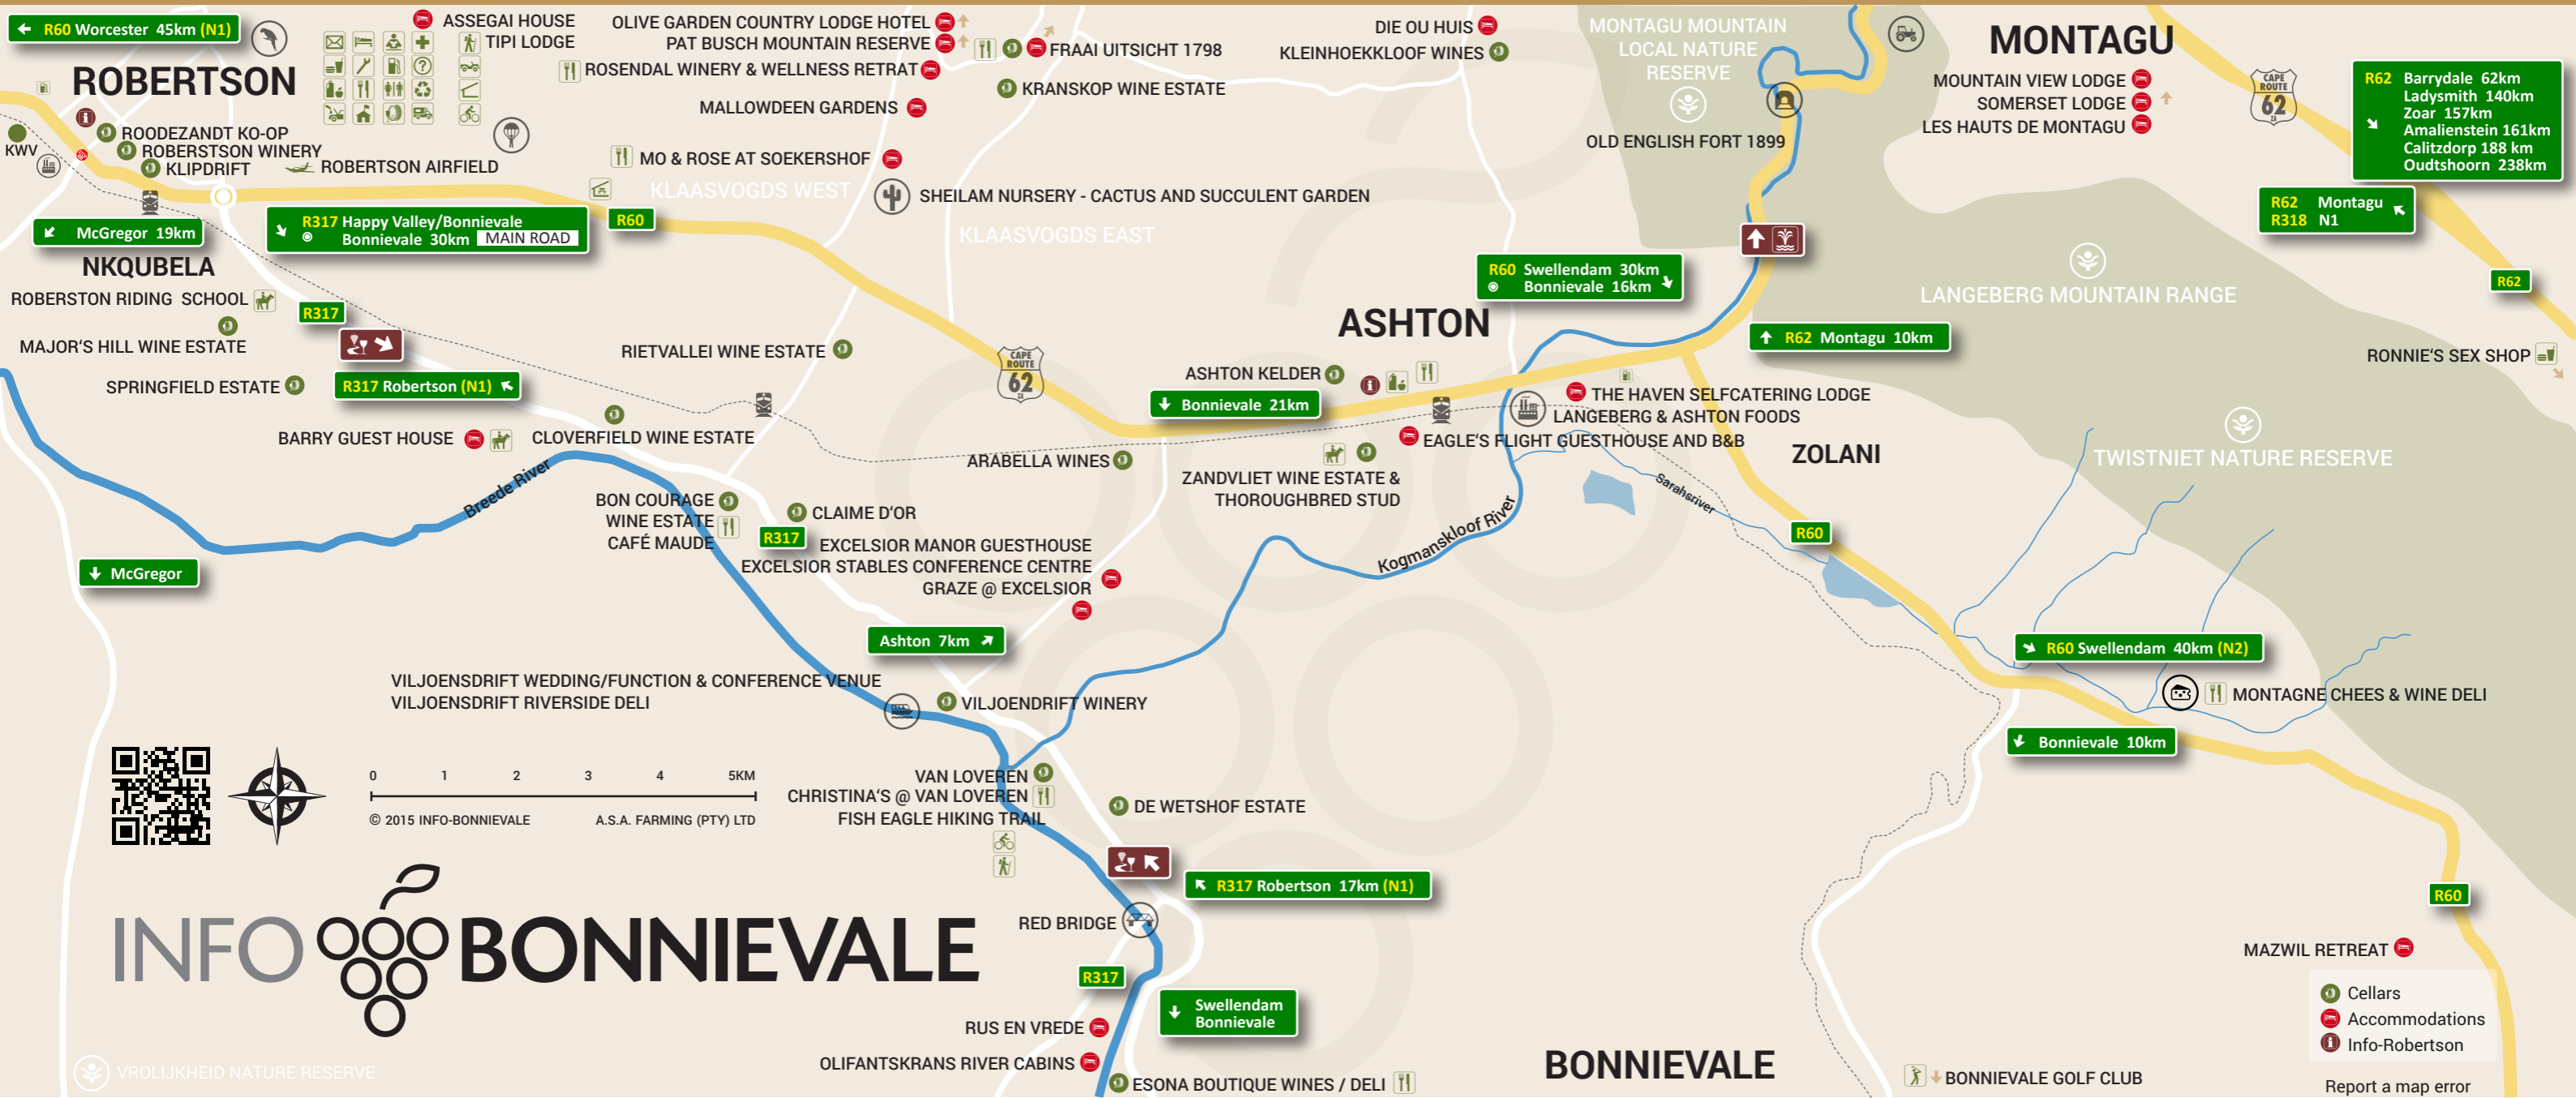 R60 Worcester 45km (N1)
ROBERTSON
ASSEGAI HOUSE
TIPI LODGE
OLIVE GARDEN COUNTRY LODGE HOTEL
PAT BUSCH MOUNTAIN RESERVE
ROSENDAL WINERY & WELLNESS RETRAT
MALLOWDEEN GARDENS
FRAAI UITSICHT 1798
KRANSKOP WINE ESTATE
DIE OU HUIS
KLEINHOEKKLOOF WINES
MONTAGU MOUNTAIN
LOCAL NATURE
RESERVE
OLD ENGLISH FORT 1899
MONTAGU
MOUNTAIN VIEW LODGE
SOMERSET LODGE
LES HAUTS DE MONTAGU
CAPE
ROUTE
62
ZA
R62 Barrydale 62km
Ladysmith 140km
Zoar 157km
Amalienstein 161km
Calitzdorp 188 km
Oudtshoorn 238km
R62 Montagu
R318 N1
KWV
ROODEZANDT KO-OP
ROBERSTSON WINERY
KLIPDRIFT
ROBERTSON AIRFIELD
MO & ROSE AT SOEKERSHOF
KLAASVOGDS WEST
SHEILAM NURSERY - CACTUS AND SUCCULENT GARDEN
KLAASVOGDS EAST
McGregor 19km
R317 Happy Valley/Bonnievale
Bonnievale 30km MAIN ROAD
R60
NKQUBELA
ROBERSTON RIDING SCHOOL
R317
MAJOR'S HILL WINE ESTATE
SPRINGFIELD ESTATE
R317 Robertson (N1)
BARRY GUEST HOUSE
CLOVERFIELD WINE ESTATE
RIETVALLEI WINE ESTATE
CAPE
ROUTE
62
ZA
ASHTON
R60 Swellendam 30km
Bonnievale 16km
LANGEBERG MOUNTAIN RANGE
R62
R62 Montagu 10km
RONNIE'S SEX SHOP
ASHTON KELDER
Bonnievale 21km
THE HAVEN SELFCATERING LODGE
LANGEBERG & ASHTON FOODS
EAGLE'S FLIGHT GUESTHOUSE AND B&B
ZOLANI
TWISTNIET NATURE RESERVE
ARABELLA WINES
ZANDVLIET WINE ESTATE &
THOROUGHBRED STUD
Breede River
Kogmanskloof River
Sarahsriver
BON COURAGE
WINE ESTATE
CAFÉ MAUDE
CLAIME D'OR
R317
EXCELSIOR MANOR GUESTHOUSE
EXCELSIOR STABLES CONFERENCE CENTRE
GRAZE @ EXCELSIOR
R60
McGregor
Ashton 7km
R60 Swellendam 40km (N2)
MONTAGNE CHEES & WINE DELI
Bonnievale 10km
VILJOENSDRIFT WEDDING/FUNCTION & CONFERENCE VENUE
VILJOENSDRIFT RIVERSIDE DELI
VILJOENDRIFT WINERY
0 1 2 3 4 5KM
© 2015 INFO-BONNIEVALE A.S.A. FARMING (PTY) LTD
VAN LOVEREN
CHRISTINA'S @ VAN LOVEREN
FISH EAGLE HIKING TRAIL
DE WETSHOF ESTATE
R317 Robertson 17km (N1)
INFO BONNIEVALE
RED BRIDGE
R317
R60
Swellendam
Bonnievale
MAZWIL RETREAT
Cellars
Accommodations
Info-Robertson
RUS EN VREDE
OLIFANTSKRANS RIVER CABINS
ESONA BOUTIQUE WINES / DELI
BONNIEVALE
BONNIEVALE GOLF CLUB
VROLIJKHEID NATURE RESERVE
Report a map error